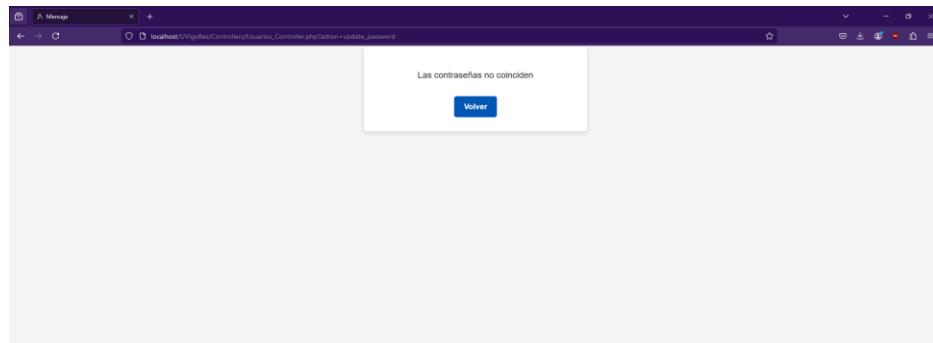 Mensaje
localhost/UVigoRes/Controllers/Usuarios_Controller.php?action=update_password
Las contraseñas no coinciden
Volver